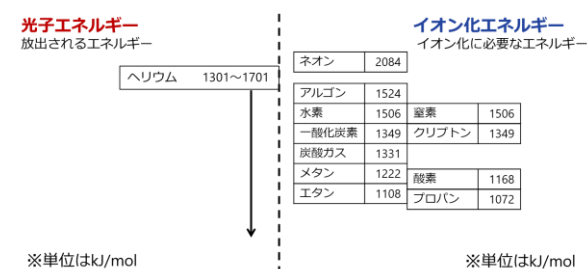 光子エネルギー
放出されるエネルギー
ヘリウム 1301～1701
※単位はkJ/mol
イオン化エネルギー
イオン化に必要なエネルギー
ネオン 2084
アルゴン 1524
水素 1506 窒素 1506
一酸化炭素 1349 クリプトン 1349
炭酸ガス 1331
メタン 1222 酸素 1168
エタン 1108 プロパン 1072
※単位はkJ/mol